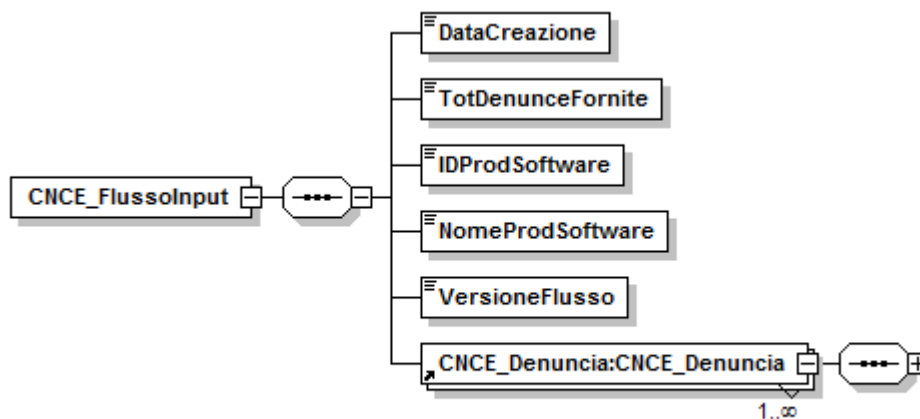 DataCreazione
TotDenunceFornite
IDProdSoftware
CNCE_FlussoInput
NomeProdSoftware
VersioneFlusso
CNCE_Denuncia:CNCE_Denuncia
1..∞